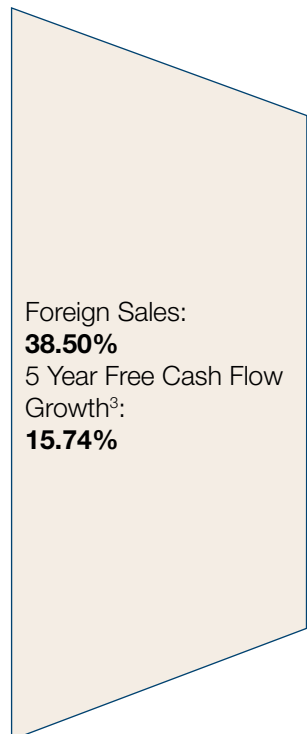 Foreign Sales:
38.50%
5 Year Free Cash Flow
Growth³:
15.74%